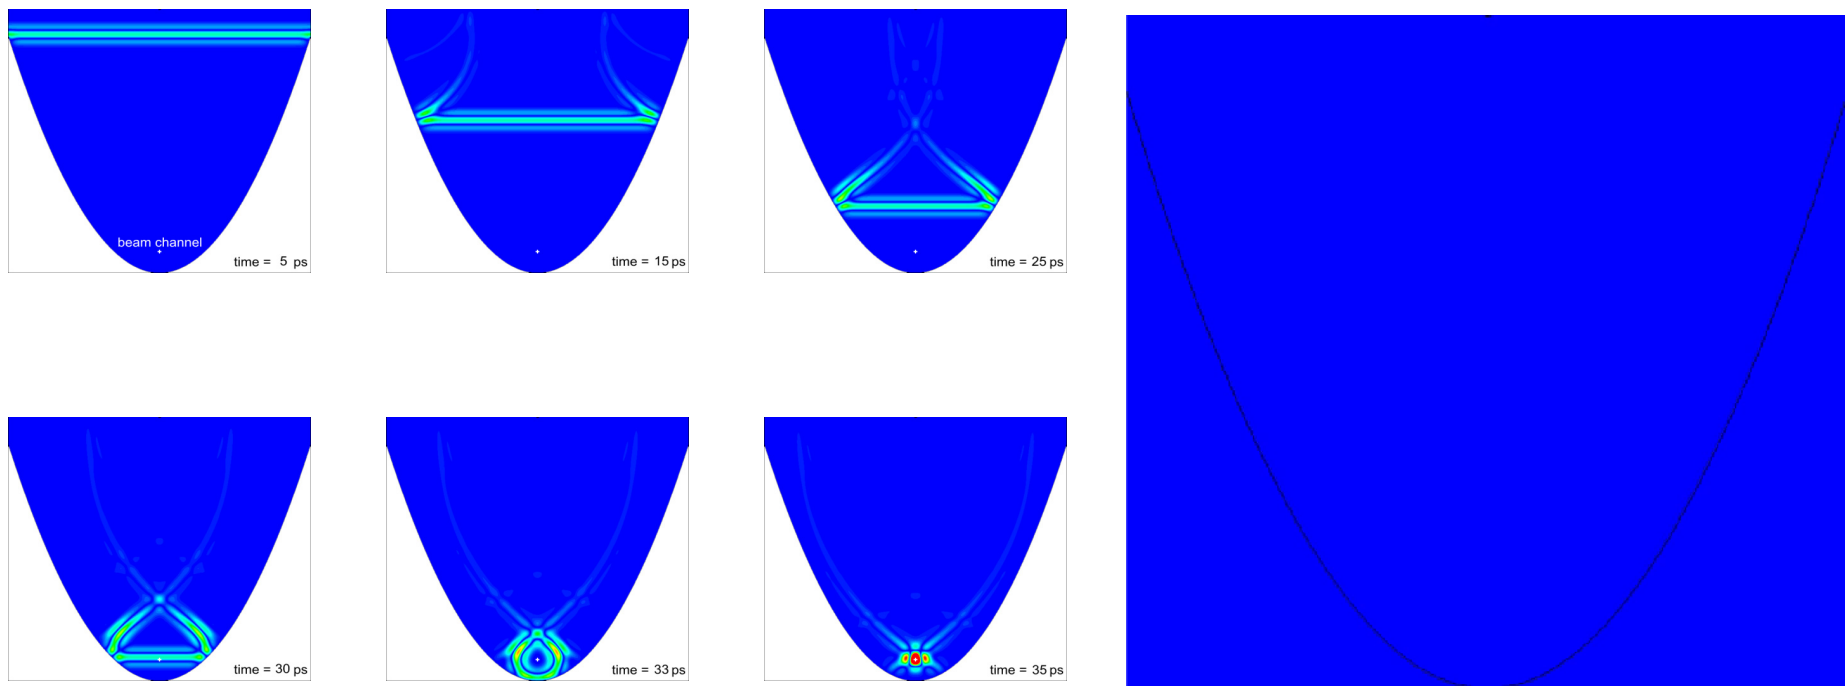 beam channel
time = 5 ps
time = 15 ps
time = 25 ps
time = 30 ps
time = 33 ps
time = 35 ps